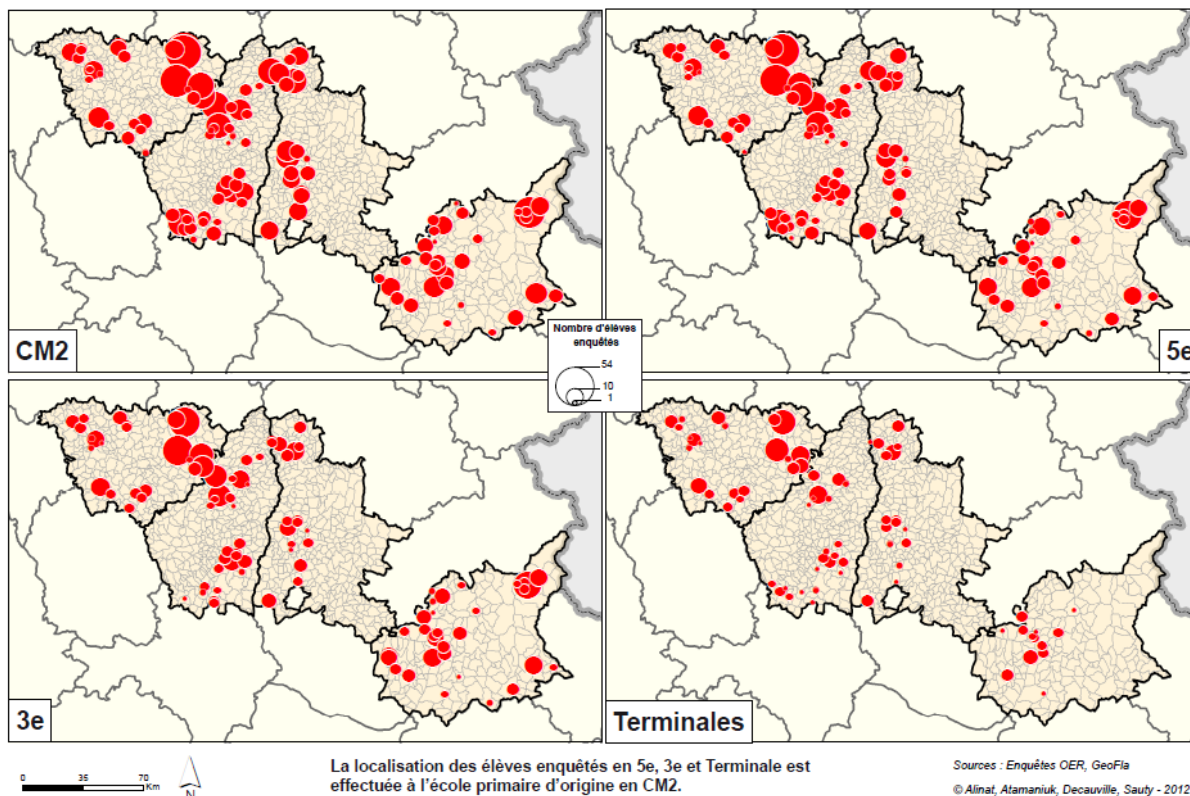 CM2
5e
Nombre d'élèves
enquêtés
54
10
1
3e
Terminales
0 35 70
Km
N
La localisation des élèves enquêtés en 5e, 3e et Terminale est
effectuée à l'école primaire d'origine en CM2.
Sources : Enquêtes OER, GeoFla
© Alinat, Atamaniuk, Decauville, Sauty - 2012